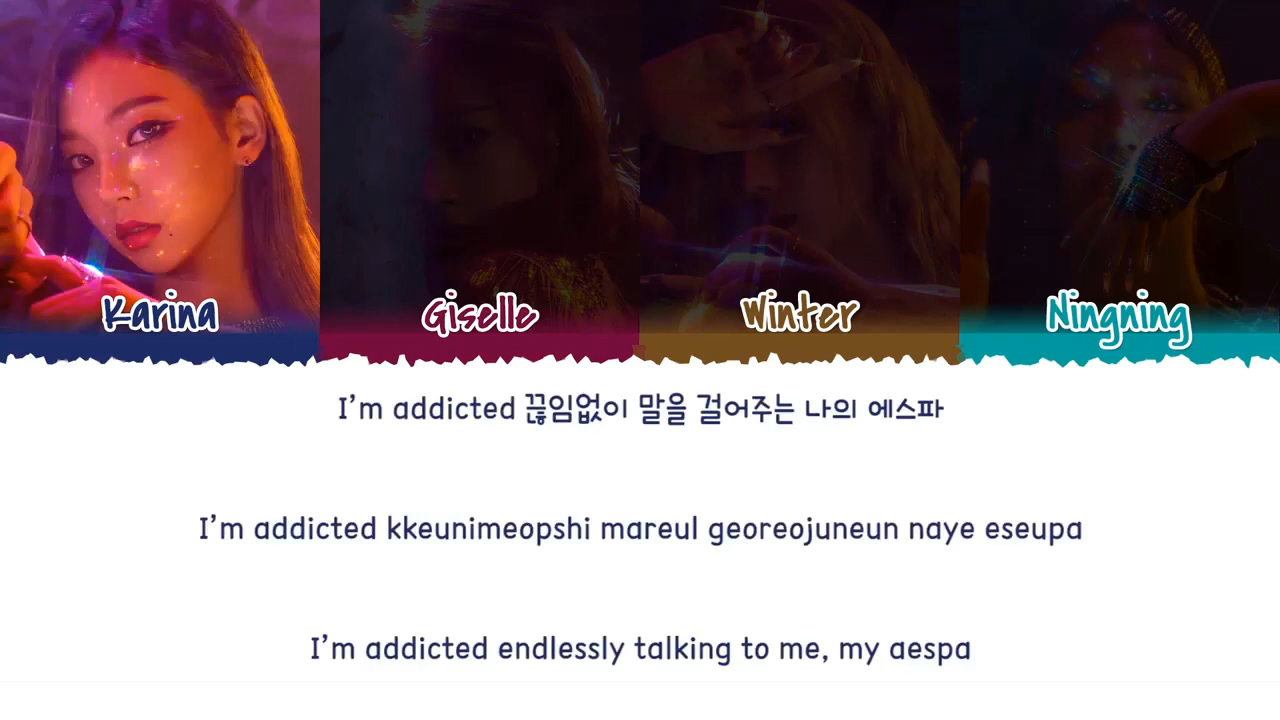 Karina Giselle Winter Ningning
I'm addicted 끊임없이 말을 걸어주는 나의 에스파
I'm addicted kkeunimeopshi mareul georeojuneun naye eseupa
I'm addicted endlessly talking to me, my aespa